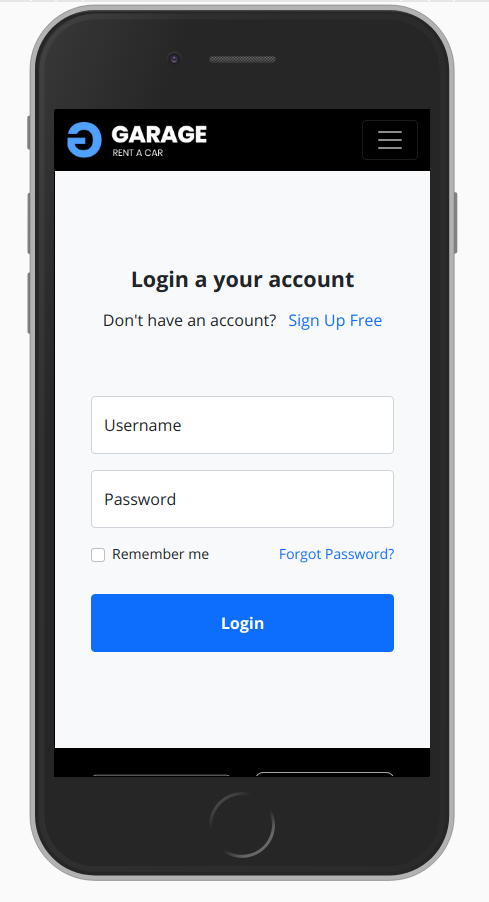 GARAGE
RENT A CAR
Login a your account
Don't have an account? Sign Up Free
Username
Password
Remember me Forgot Password?
Login